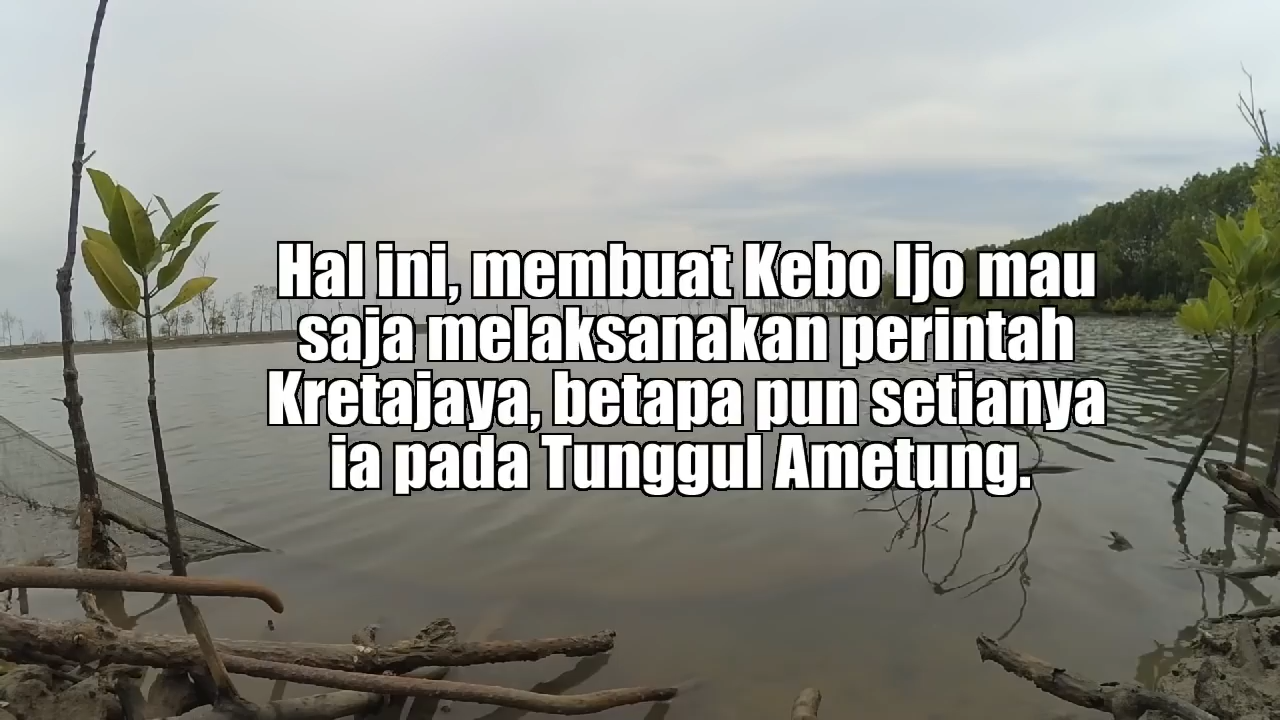 Hal ini, membuat Kebo Ijo mau
saja melaksanakan perintah
Kretajaya, betapa pun setianya
ia pada Tunggul Ametung.